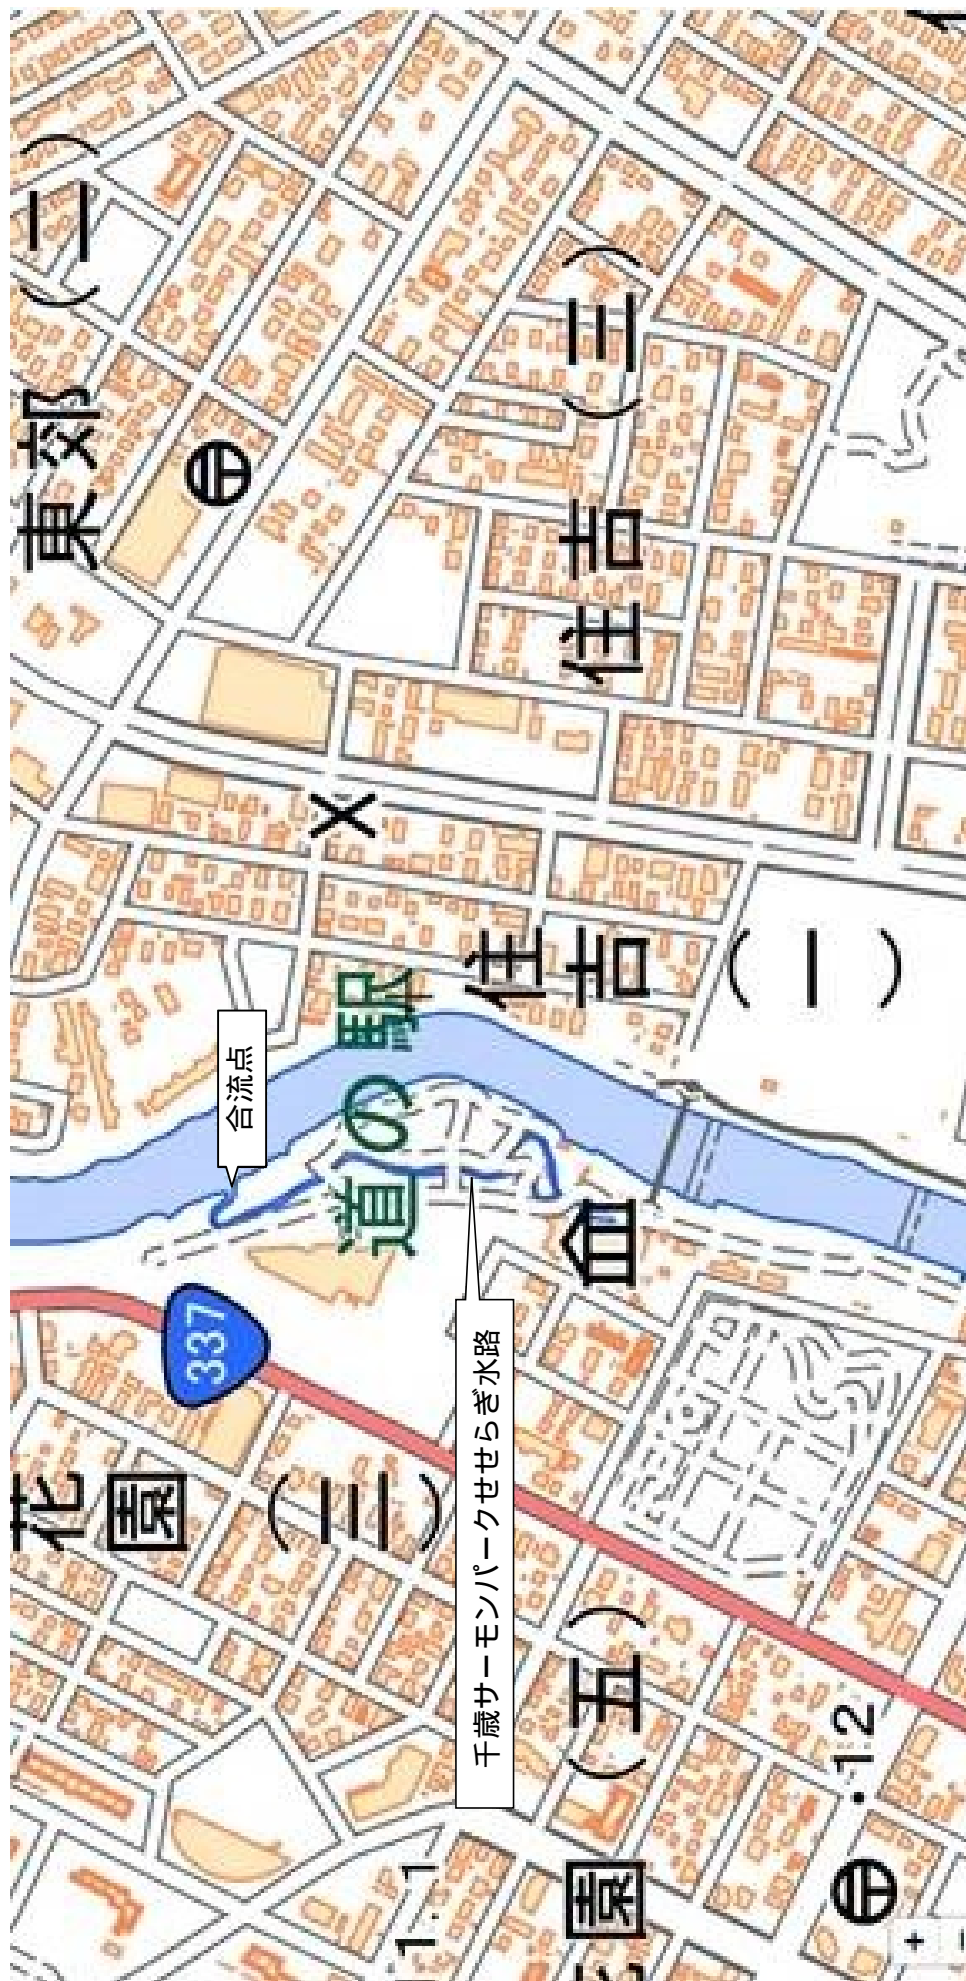 花園（三）
東郊（二）
337
合流点
道の駅
千歳サーモンパークせせらぎ水路
住吉（一）
園（五）
住吉（三）
・12
+
−